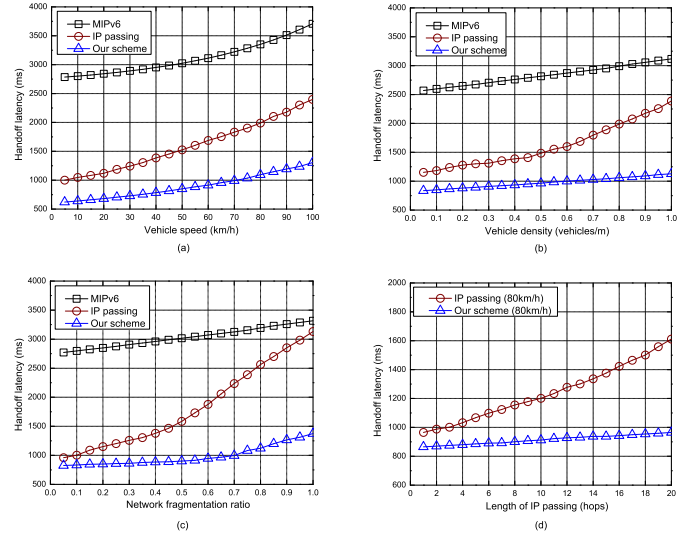 4000
3500
3000
2500
2000
1500
1000
500
Handoff latency (ms)
MIPv6
IP passing
Our scheme
0 10 20 30 40 50 60 70 80 90 100
Vehicle speed (km/h)
(a)
4000
3500
3000
2500
2000
1500
1000
500
Handoff latency (ms)
MIPv6
IP passing
Our scheme
0.0 0.1 0.2 0.3 0.4 0.5 0.6 0.7 0.8 0.9 1.0
Vehicle density (vehicles/m)
(b)
4000
3500
3000
2500
2000
1500
1000
500
Handoff latency (ms)
MIPv6
IP passing
Our scheme
0.0 0.1 0.2 0.3 0.4 0.5 0.6 0.7 0.8 0.9 1.0
Network fragmentation ratio
(c)
2000
1800
1600
1400
1200
1000
800
600
Handoff latency (ms)
IP passing (80km/h)
Our scheme (80km/h)
0 2 4 6 8 10 12 14 16 18 20
Length of IP passing (hops)
(d)